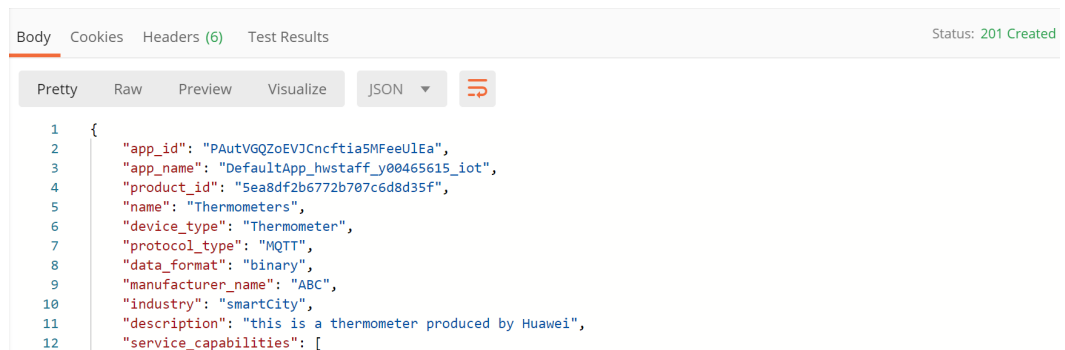 Body Cookies Headers (6) Test Results Status: 201 Created
Pretty Raw Preview Visualize JSON
1 {
2 "app_id": "PAutVGQZoEVJCncftia5MFeeUlEa",
3 "app_name": "DefaultApp_hwstaff_y00465615_iot",
4 "product_id": "5ea8df2b6772b707c6d8d35f",
5 "name": "Thermometers",
6 "device_type": "Thermometer",
7 "protocol_type": "MQTT",
8 "data_format": "binary",
9 "manufacturer_name": "ABC",
10 "industry": "smartCity",
11 "description": "this is a thermometer produced by Huawei",
12 "service_capabilities": [